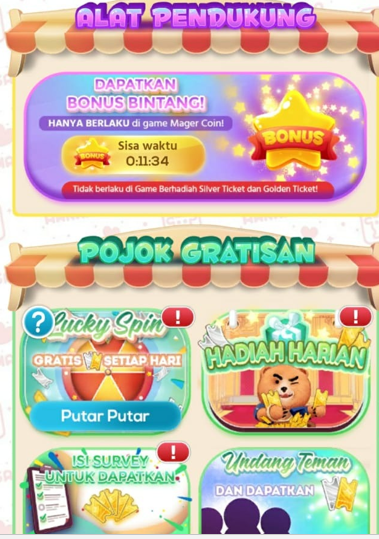 ALAT PENDUKUNG
DAPATKAN
BONUS BINTANG!
HANYA BERLAKU di game Mager Coin!
BONUS
Sisa waktu
0:11:34
BONUS
Tidak berlaku di Game Berhadiah Silver Ticket dan Golden Ticket!
POJOK GRATISAN
?
Lucky Spin
!
GRATIS SETIAP HARI
Putar Putar
!
HADIAH HARIAN
!
ISI SURVEY
UNTUK DAPATKAN
Undang Teman
DAN DAPATKAN